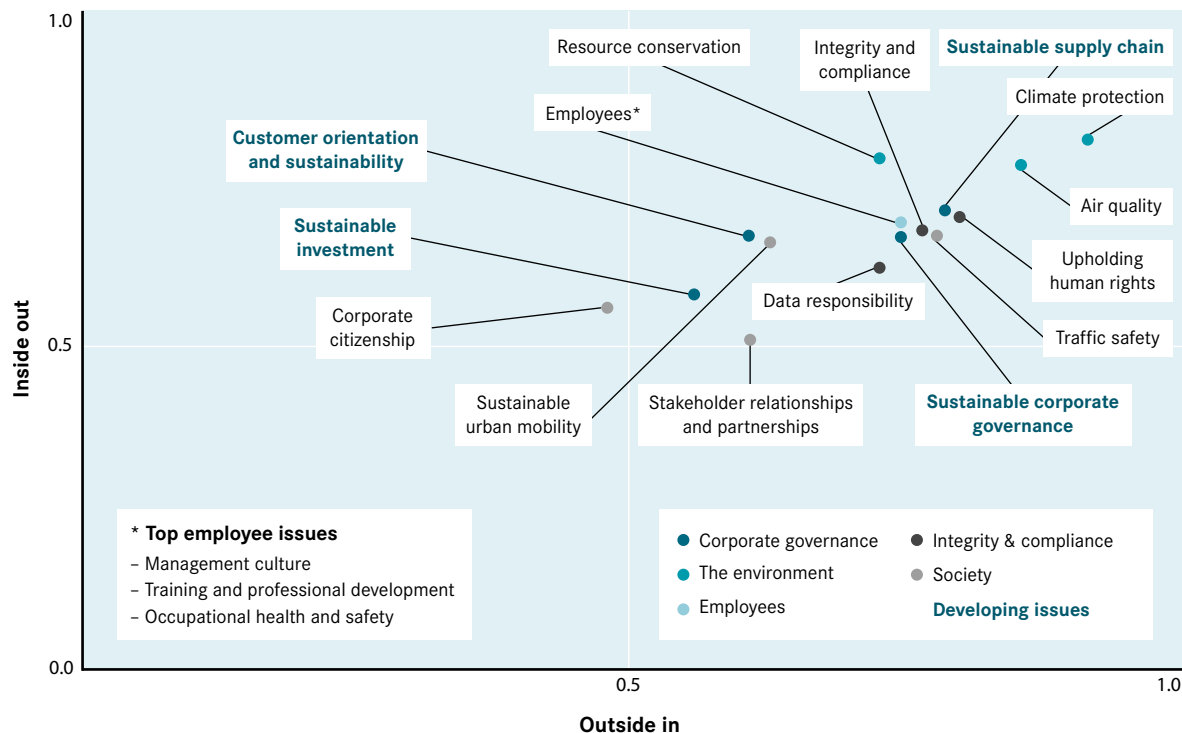 1.0
Resource conservation
Integrity and
compliance
Sustainable supply chain
Climate protection
Employees*
Customer orientation
and sustainability
Air quality
Sustainable
investment
Upholding
human rights
Data responsibility
Corporate
citizenship
Traffic safety
Inside out
0.5
Sustainable
urban mobility
Stakeholder relationships
and partnerships
Sustainable corporate
governance
* Top employee issues
– Management culture
– Training and professional development
– Occupational health and safety
Corporate governance
The environment
Employees
Integrity & compliance
Society
Developing issues
0.0
0.5
1.0
Outside in